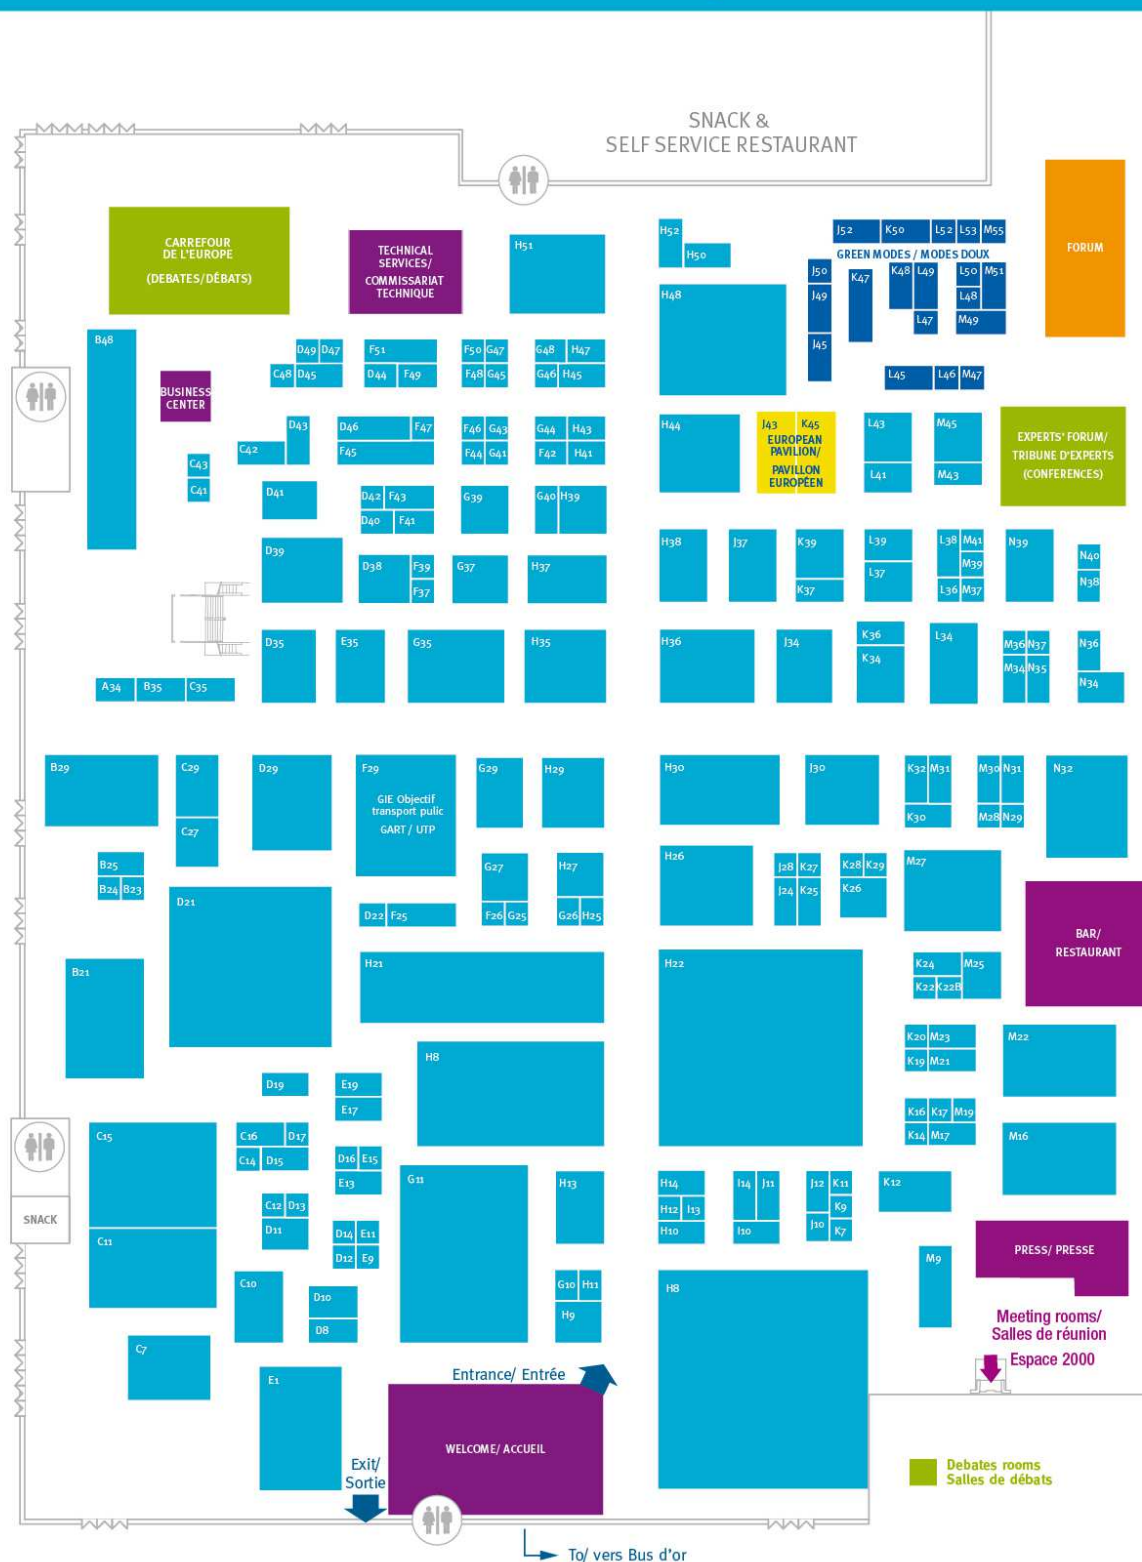 SNACK &
SELF SERVICE RESTAURANT
CARREFOUR
DE L'EUROPE
(DEBATES/DÉBATS)
TECHNICAL
SERVICES/
COMMISSARIAT
TECHNIQUE
H51
H52
H50
J52 K50 L52 L53 M55
GREEN MODES / MODES DOUX
FORUM
J50 K47 K48 L49 L50 M51
H48
J49 L48
L47 M49
B48
J45
D49 D47 F51 F50 G47 G48 H47
C48 D45 D44 F49 F48 G45 G46 H45
L45 L46 M47
BUSINESS
CENTER
D43 D46 F47 F46 G43 G44 H43
H44
J43 K45
EUROPEAN
PAVILION/
PAVILLON
EUROPÉEN
L43 M45
EXPERTS' FORUM/
TRIBUNE D'EXPERTS
(CONFERENCES)
C42 F45 F44 G41 F42 H41
C43
C41
L41 M43
D41 D42 F43 G39 G40 H39
D40 F41
D39 D38 F39 G37 H37
F37
H38 J37 K39 L39 L38 M41 N39
M39 N40
K37 L37 L36 M37 N38
D35 E35 G35 H35
H36 J34 K36 L34 M36 N37 N36
K34 M34 N35
N34
A34 B35 C35
B29 C29 D29 F29 G29 H29
GIE Objectif
transport pulic
GART / UTP
H30 J30 K32 M31 M30 N31 N32
K30 M28 N29
C27
B25
B24 B23
G27 H27
H26 J28 K27 K28 K29 M27
J24 K25 K26
D21
D22 F25 F26 G25 G26 H25
BAR/
RESTAURANT
B21
H21
H22
K24 M25
K22 K22B
H8
K20 M23 M22
K19 M21
D19 E19
E17
K16 K17 M19
K14 M17
M16
C15 C16 D17
C14 D15
D16 E15
E13
G11 H13
H14 I14 J11 J12 K11 K12
H12 I13 K9
H10 I10 J10 K7
SNACK
C12 D13
D11
D14 E11
D12 E9
C11
PRESS/ PRESSE
M9
C10 D10
D8
G10 H11
H9
H8
Meeting rooms/
Salles de réunion
Espace 2000
C7
E1
Entrance/ Entrée
WELCOME/ ACCUEIL
Exit/
Sortie
Debates rooms
Salles de débats
To/ vers Bus d'or